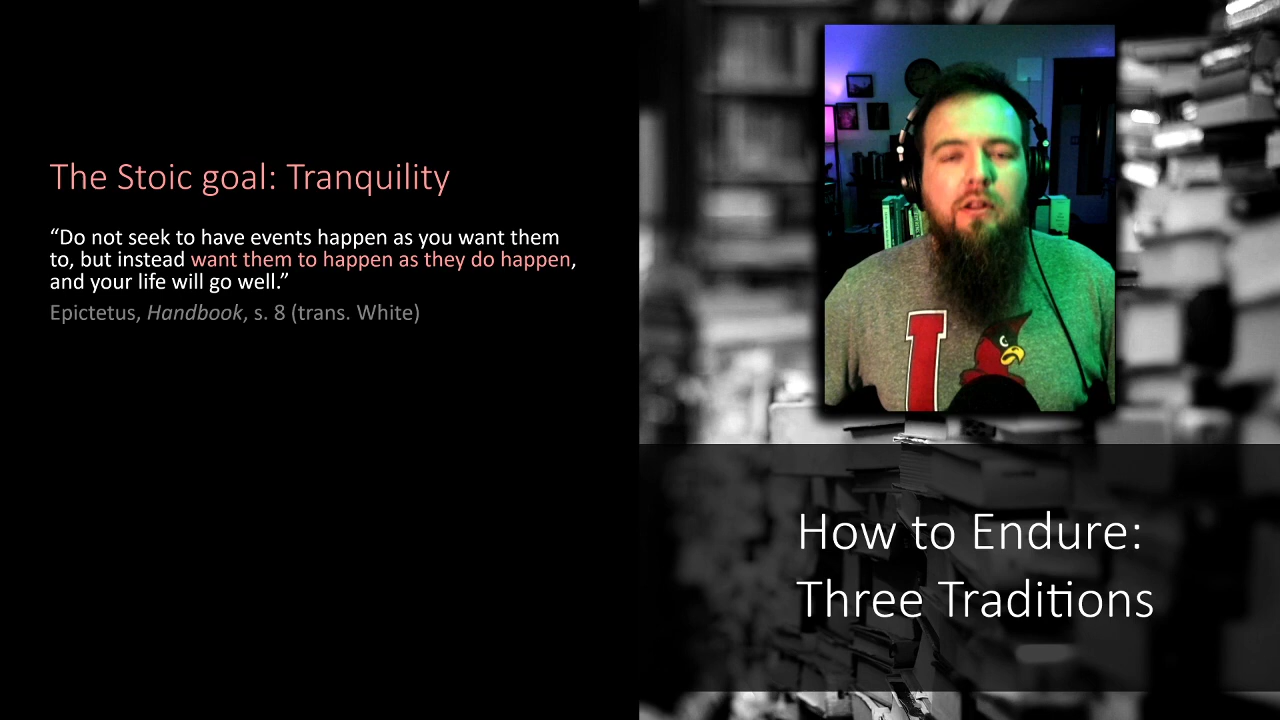 The Stoic goal: Tranquility
“Do not seek to have events happen as you want them
to, but instead want them to happen as they do happen,
and your life will go well.”
Epictetus, Handbook, s. 8 (trans. White)
I
How to Endure:
Three Traditions